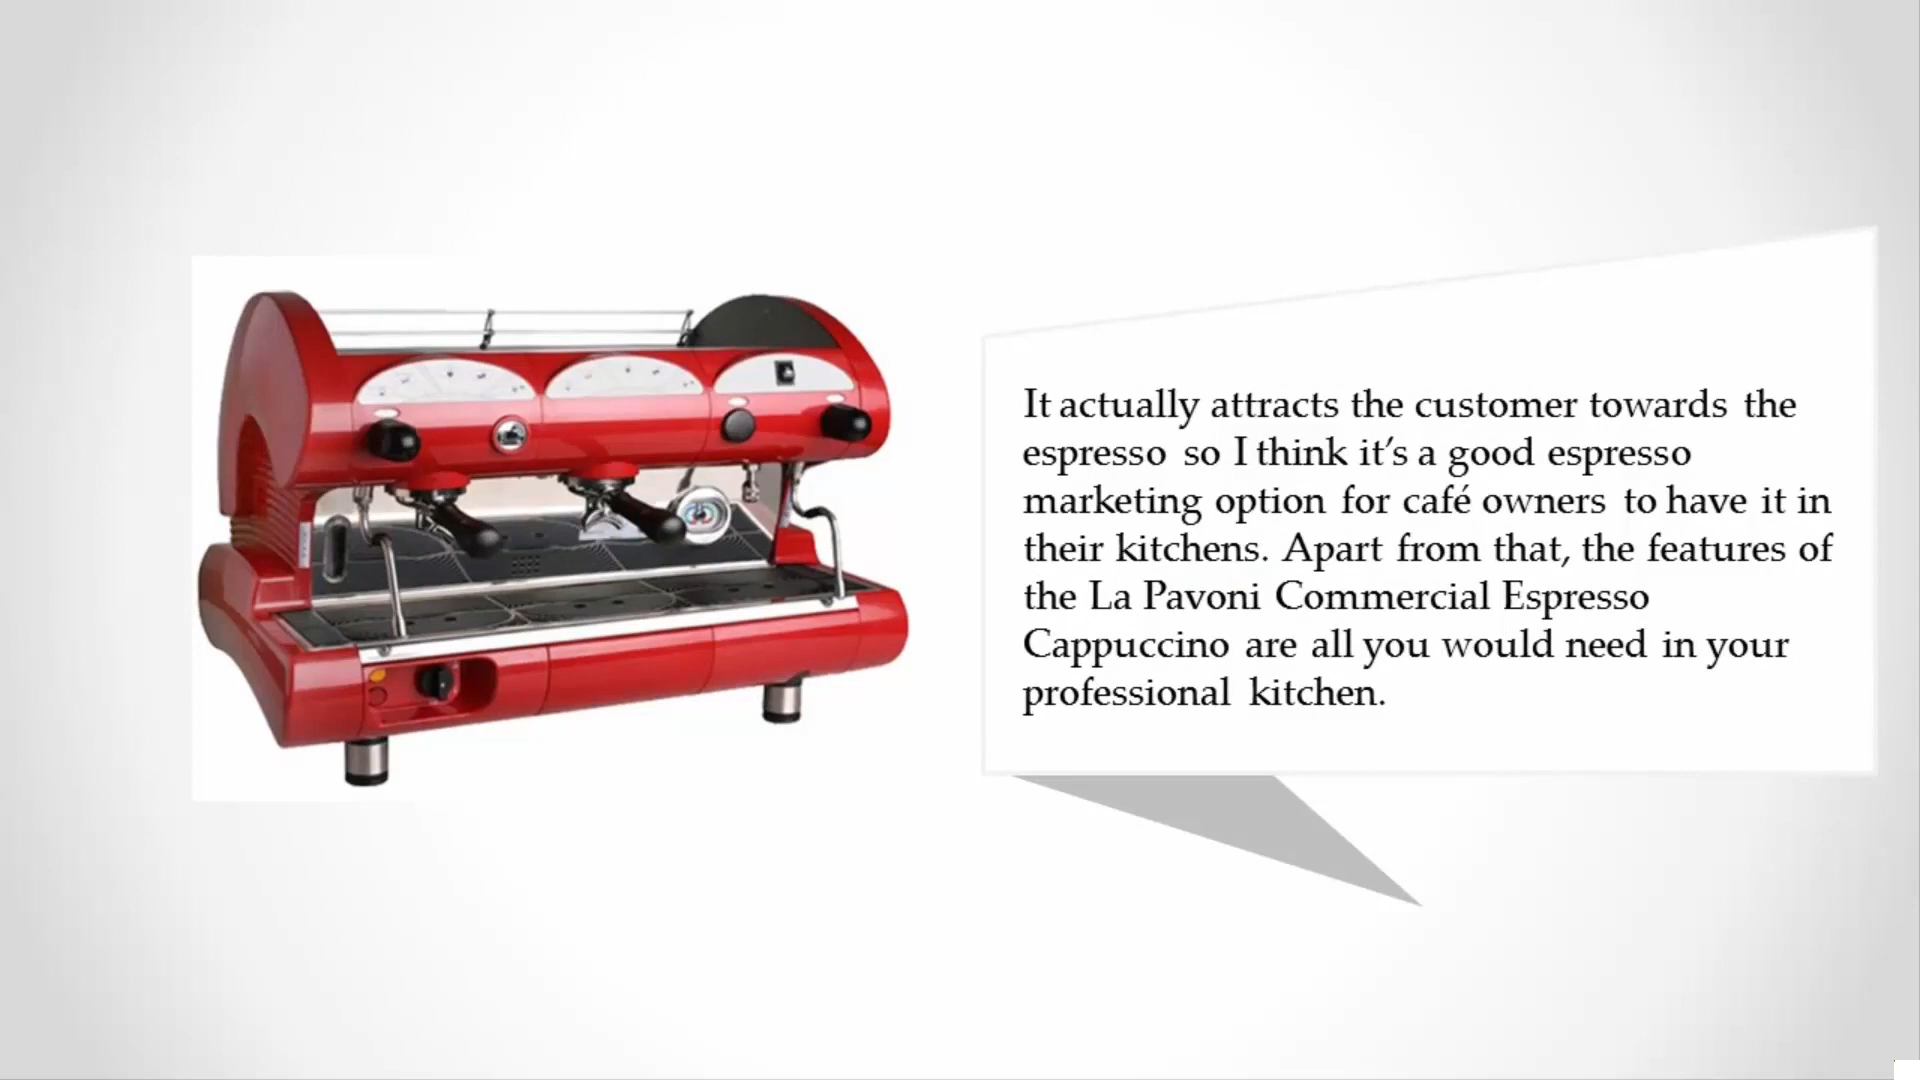 It actually attracts the customer towards the
espresso so I think it's a good espresso
marketing option for café owners to have it in
their kitchens. Apart from that, the features of
the La Pavoni Commercial Espresso
Cappuccino are all you would need in your
professional kitchen.